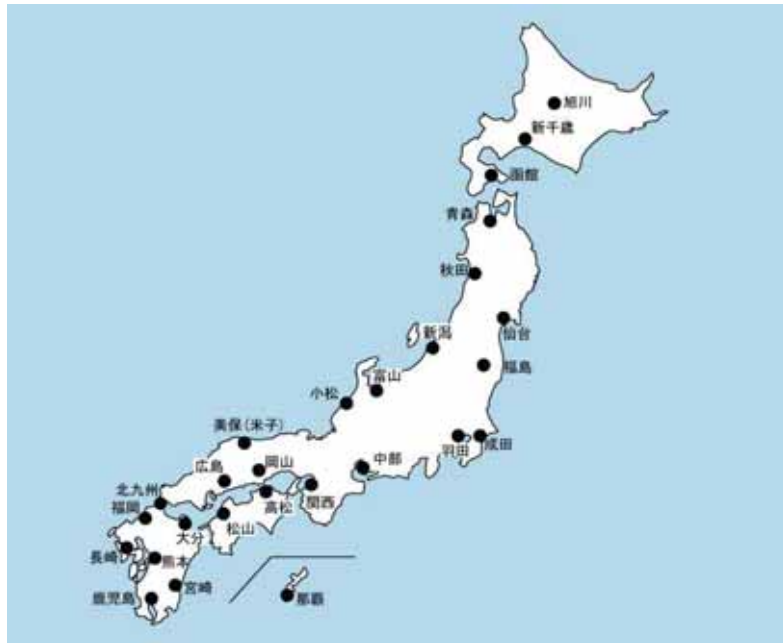 旭川
新千歳
函館
青森
秋田
仙台
新潟
福島
富山
小松
美保(米子)
羽田
成田
中部
岡山
広島
関西
北九州
高松
福岡
松山
大分
長崎
熊本
宮崎
鹿児島
那覇